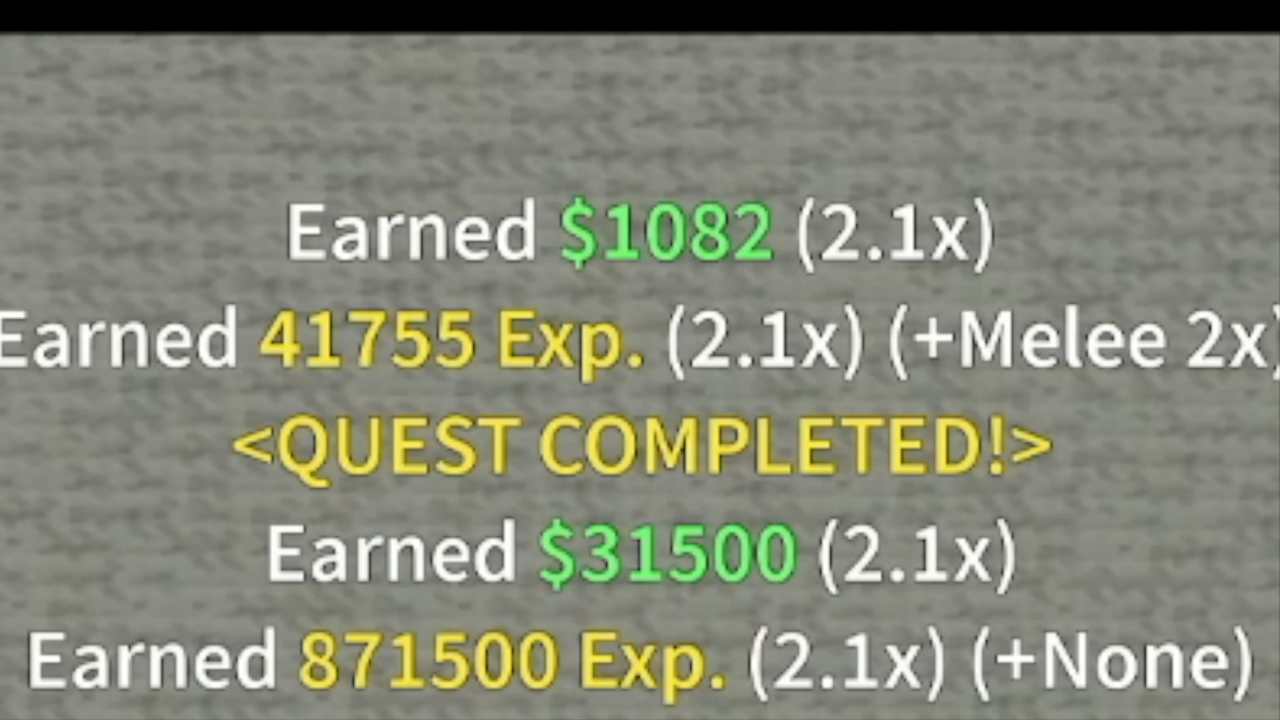 Earned $1082 (2.1x)
Earned 41755 Exp. (2.1x) (+Melee 2x)
<QUEST COMPLETED!>
Earned $31500 (2.1x)
Earned 871500 Exp. (2.1x) (+None)